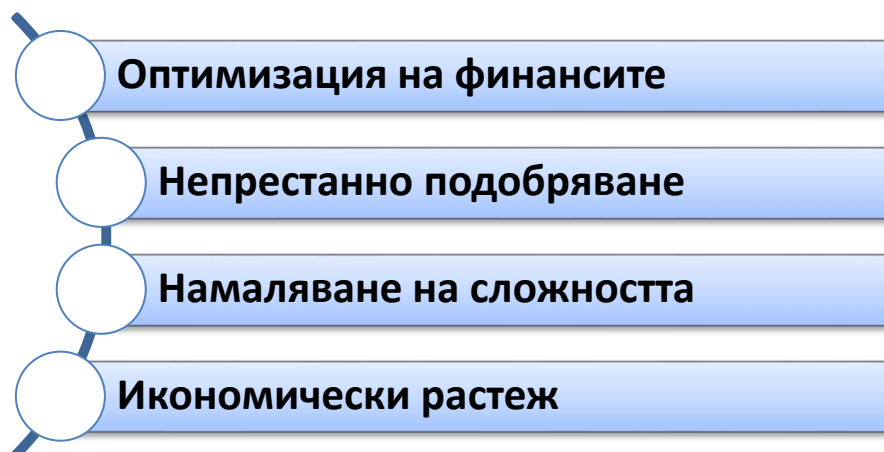 Оптимизация на финансите
Непрестанно подобряване
Намаляване на сложността
Икономически растеж